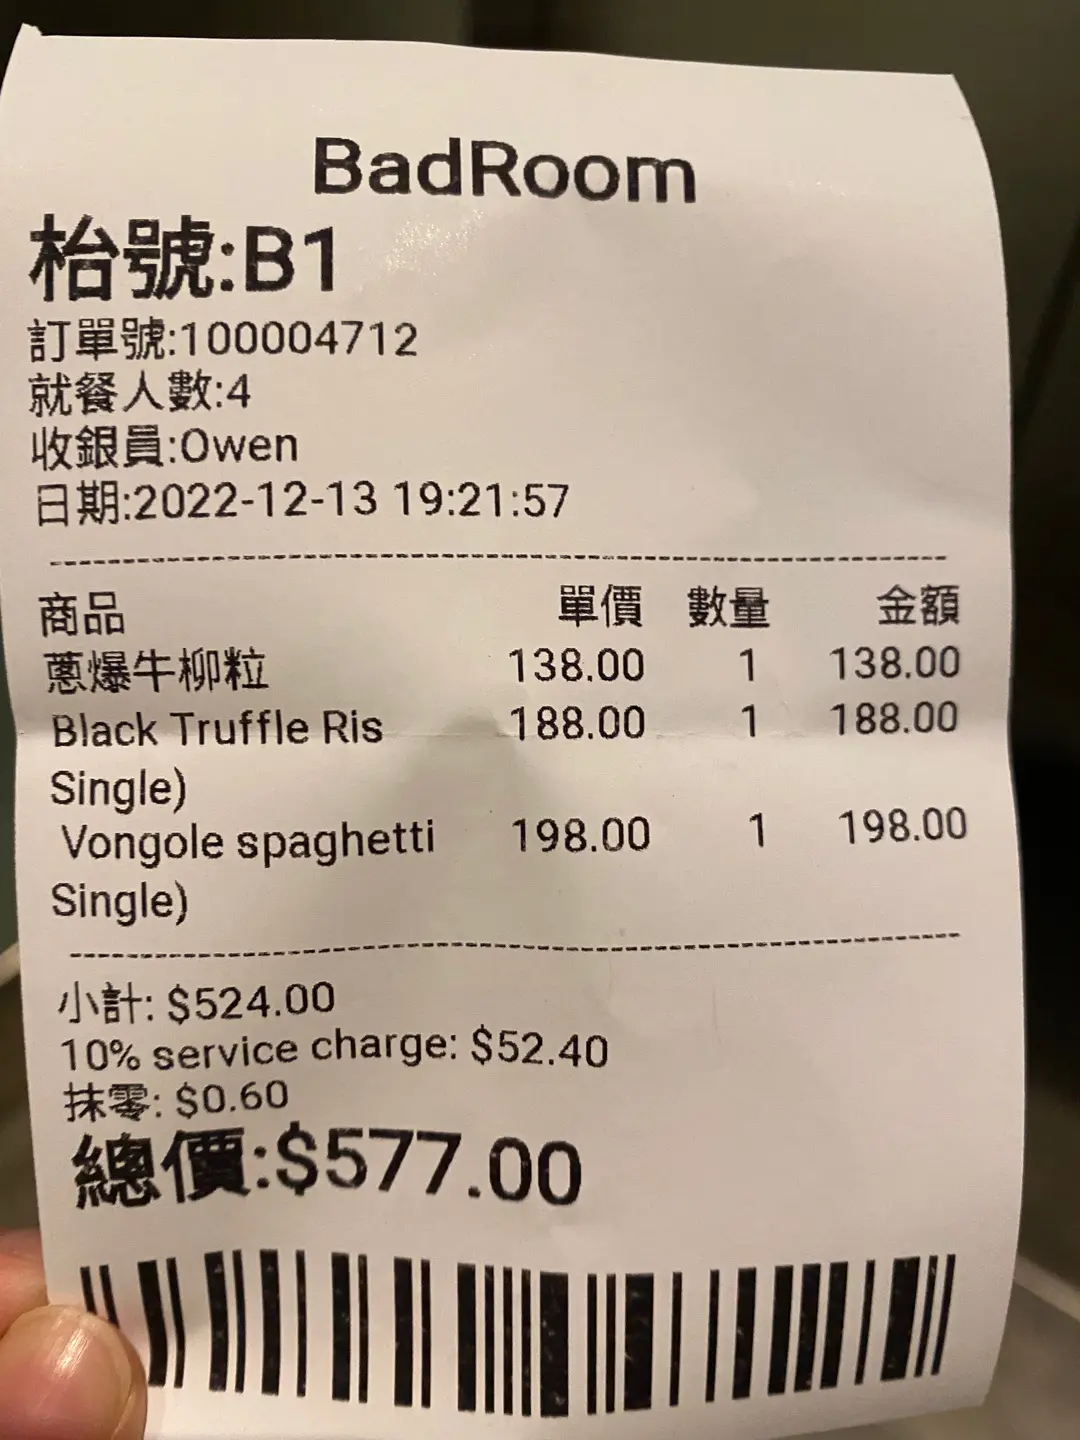 BadRoom
枱號:B1
訂單號:100004712
就餐人數:4
收銀員:Owen
日期:2022-12-13 19:21:57
商品 單價 數量 金額
蔥爆牛柳粒 138.00 1 138.00
Black Truffle Ris 188.00 1 188.00
Single)
Vongole spaghetti 198.00 1 198.00
Single)
小計: $524.00
10% service charge: $52.40
抹零: $0.60
總價:$577.00